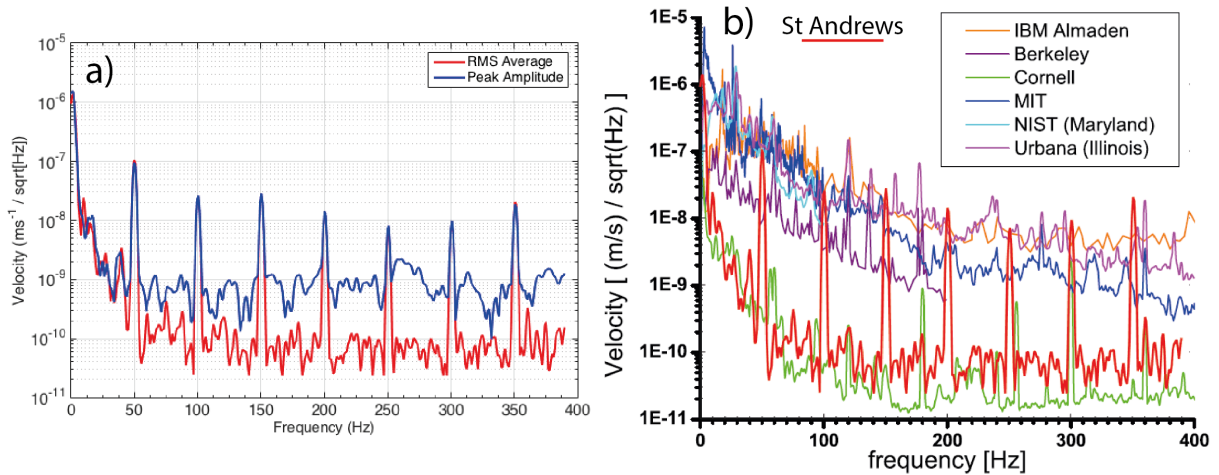 a)
RMS Average
Peak Amplitude
Velocity (ms⁻¹ / sqrt[Hz])
10⁻⁵
10⁻⁶
10⁻⁷
10⁻⁸
10⁻⁹
10⁻¹⁰
10⁻¹¹
0 50 100 150 200 250 300 350 400
Frequency (Hz)
b)
St Andrews
IBM Almaden
Berkeley
Cornell
MIT
NIST (Maryland)
Urbana (Illinois)
Velocity [ (m/s) / sqrt(Hz) ]
1E-5
1E-6
1E-7
1E-8
1E-9
1E-10
1E-11
0 100 200 300 400
frequency [Hz]